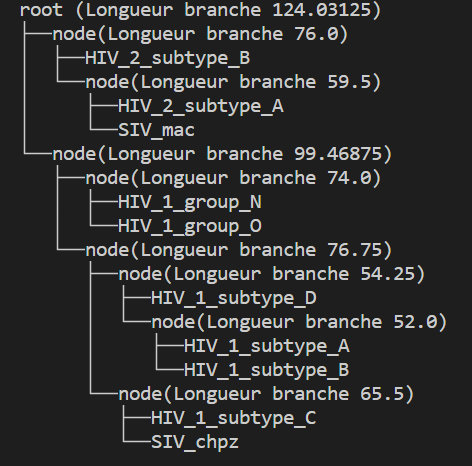 root (Longueur branche 124.03125)
├──node(Longueur branche 76.0)
│  ├──HIV_2_subtype_B
│  └──node(Longueur branche 59.5)
│     ├──HIV_2_subtype_A
│     └──SIV_mac
└──node(Longueur branche 99.46875)
   ├──node(Longueur branche 74.0)
   │  ├──HIV_1_group_N
   │  └──HIV_1_group_O
   └──node(Longueur branche 76.75)
      ├──node(Longueur branche 54.25)
      │  ├──HIV_1_subtype_D
      │  └──node(Longueur branche 52.0)
      │     ├──HIV_1_subtype_A
      │     └──HIV_1_subtype_B
      └──node(Longueur branche 65.5)
         ├──HIV_1_subtype_C
         └──SIV_chpz